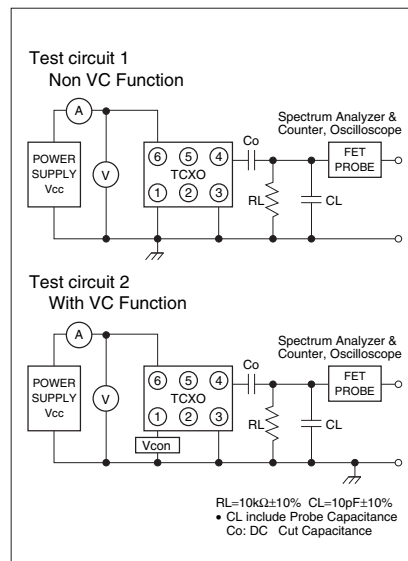 Test circuit 1
Non VC Function
A
POWER
SUPPLY
Vcc
V
6 5 4
TCXO
1 2 3
Co
RL
CL
Spectrum Analyzer &
Counter, Oscilloscope
FET
PROBE
Test circuit 2
With VC Function
A
POWER
SUPPLY
Vcc
V
6 5 4
TCXO
1 2 3
Vcon
Co
RL
CL
Spectrum Analyzer &
Counter, Oscilloscope
FET
PROBE
RL=10kΩ±10% CL=10pF±10%
• CL include Probe Capacitance
Co: DC Cut Capacitance